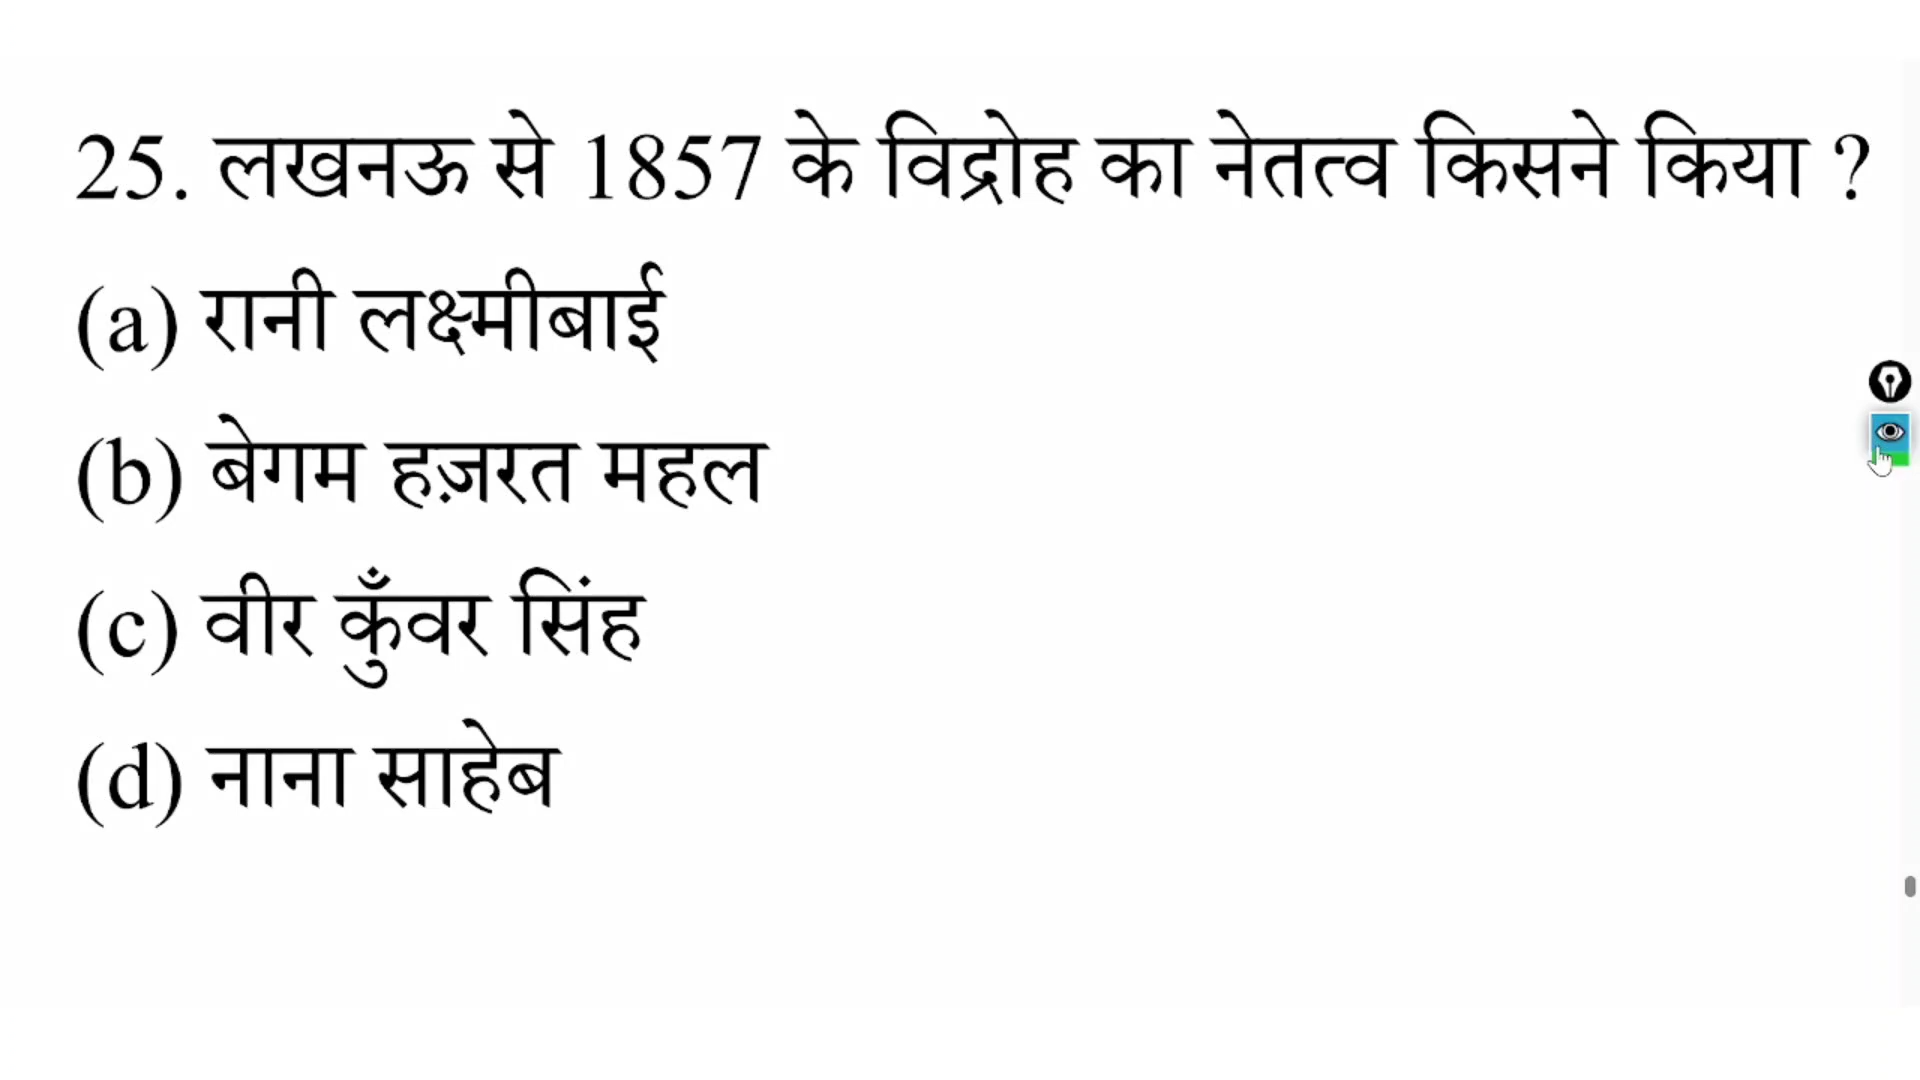 25. लखनऊ से 1857 के विद्रोह का नेतत्व किसने किया ?
(a) रानी लक्ष्मीबाई
(b) बेगम हज़रत महल
(c) वीर कुँवर सिंह
(d) नाना साहेब